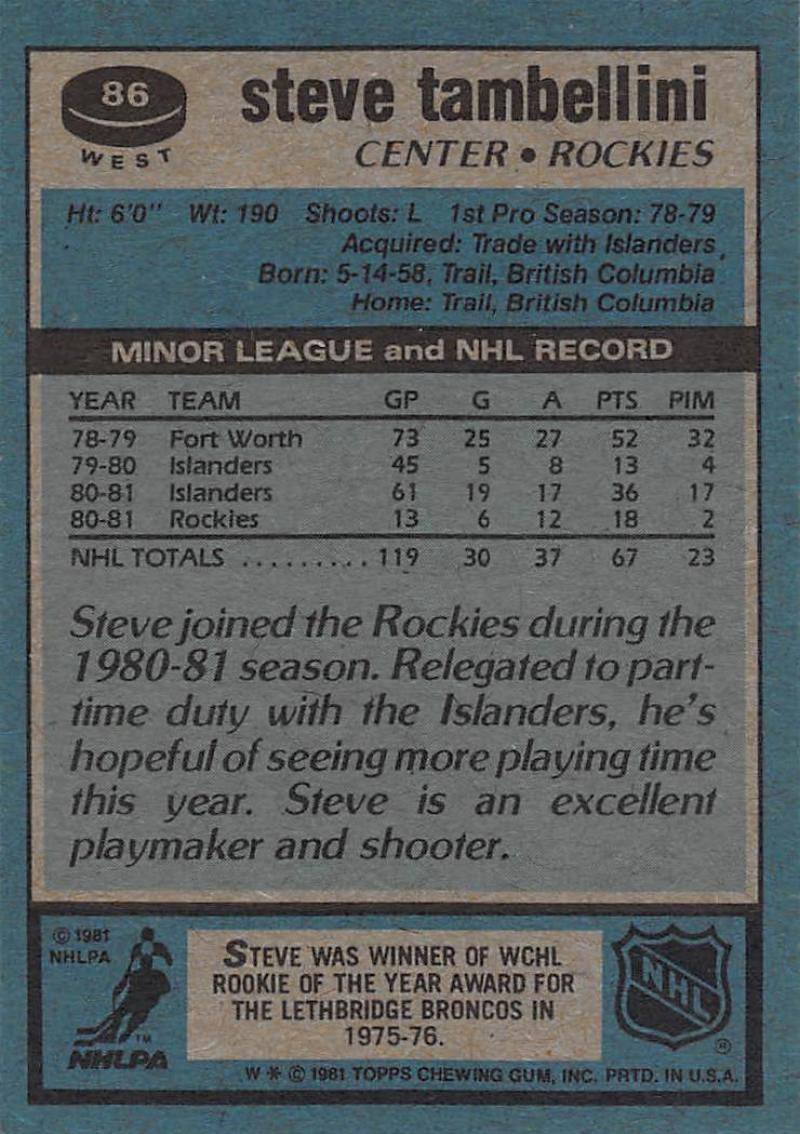 86
WEST
steve tambellini
CENTER • ROCKIES
Ht: 6'0" Wt: 190 Shoots: L 1st Pro Season: 78-79
Acquired: Trade with Islanders
Born: 5-14-58, Trail, British Columbia
Home: Trail, British Columbia
MINOR LEAGUE and NHL RECORD
YEAR TEAM GP G A PTS PIM
78-79 Fort Worth 73 25 27 52 32
79-80 Islanders 45 5 8 13 4
80-81 Islanders 61 19 17 36 17
80-81 Rockies 13 6 12 18 2
NHL TOTALS ......... 119 30 37 67 23
Steve joined the Rockies during the
1980-81 season. Relegated to part-
time duty with the Islanders, he's
hopeful of seeing more playing time
this year. Steve is an excellent
playmaker and shooter.
© 1981
NHLPA
TM
NHLPA
STEVE WAS WINNER OF WCHL
ROOKIE OF THE YEAR AWARD FOR
THE LETHBRIDGE BRONCOS IN
1975-76.
NHL
®
W * © 1981 TOPPS CHEWING GUM, INC. PRTD. IN U.S.A.